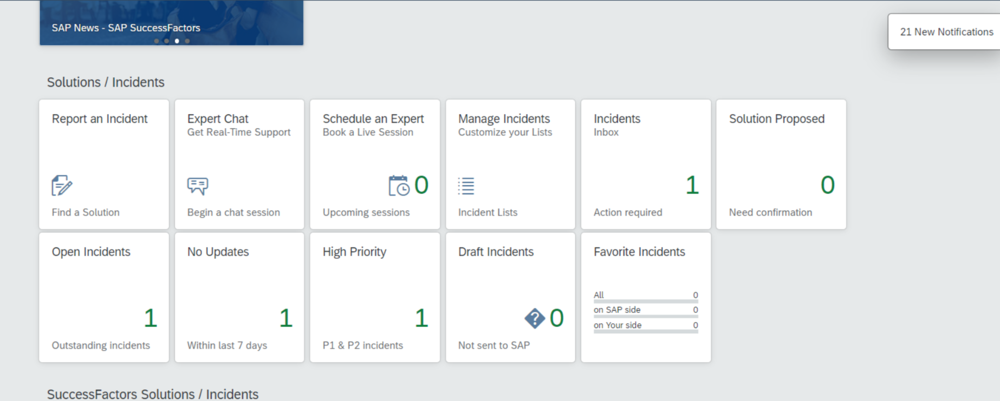 SAP News - SAP SuccessFactors
21 New Notifications
Solutions / Incidents
Report an Incident
Find a Solution
Expert Chat
Get Real-Time Support
Begin a chat session
Schedule an Expert
Book a Live Session
0
Upcoming sessions
Manage Incidents
Customize your Lists
Incident Lists
Incidents
Inbox
1
Action required
Solution Proposed
0
Need confirmation
Open Incidents
1
Outstanding incidents
No Updates
1
Within last 7 days
High Priority
1
P1 & P2 incidents
Draft Incidents
? 0
Not sent to SAP
Favorite Incidents
All 0
on SAP side 0
on Your side 0
SuccessFactors Solutions / Incidents